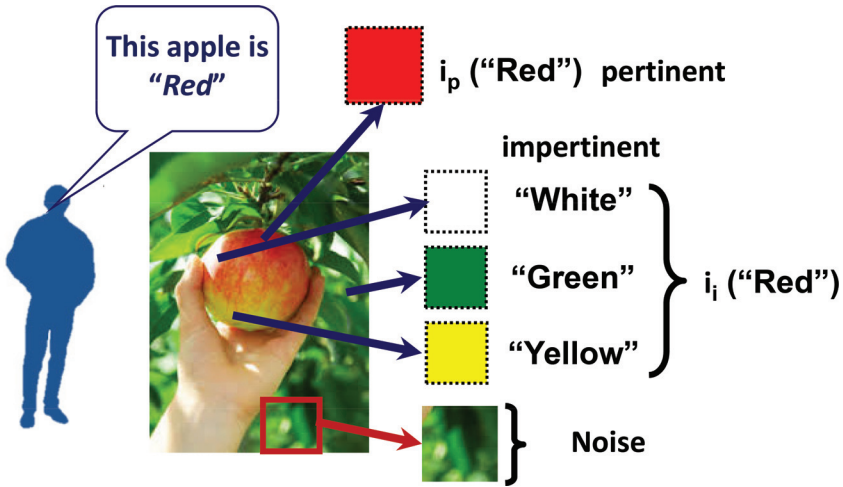 This apple is
“Red”
ip (“Red”) pertinent
impertinent
“White”
“Green”
“Yellow”
ii (“Red”)
Noise